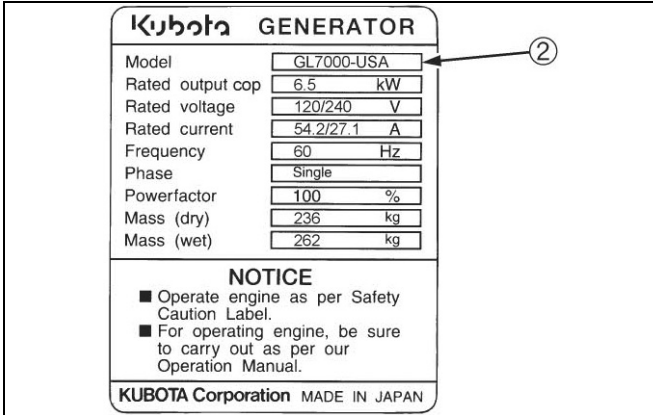 Kubota GENERATOR
Model GL7000-USA
②
Rated output cop 6.5 kW
Rated voltage 120/240 V
Rated current 54.2/27.1 A
Frequency 60 Hz
Phase Single
Powerfactor 100 %
Mass (dry) 236 kg
Mass (wet) 262 kg
NOTICE
■ Operate engine as per Safety
Caution Label.
■ For operating engine, be sure
to carry out as per our
Operation Manual.
KUBOTA Corporation MADE IN JAPAN